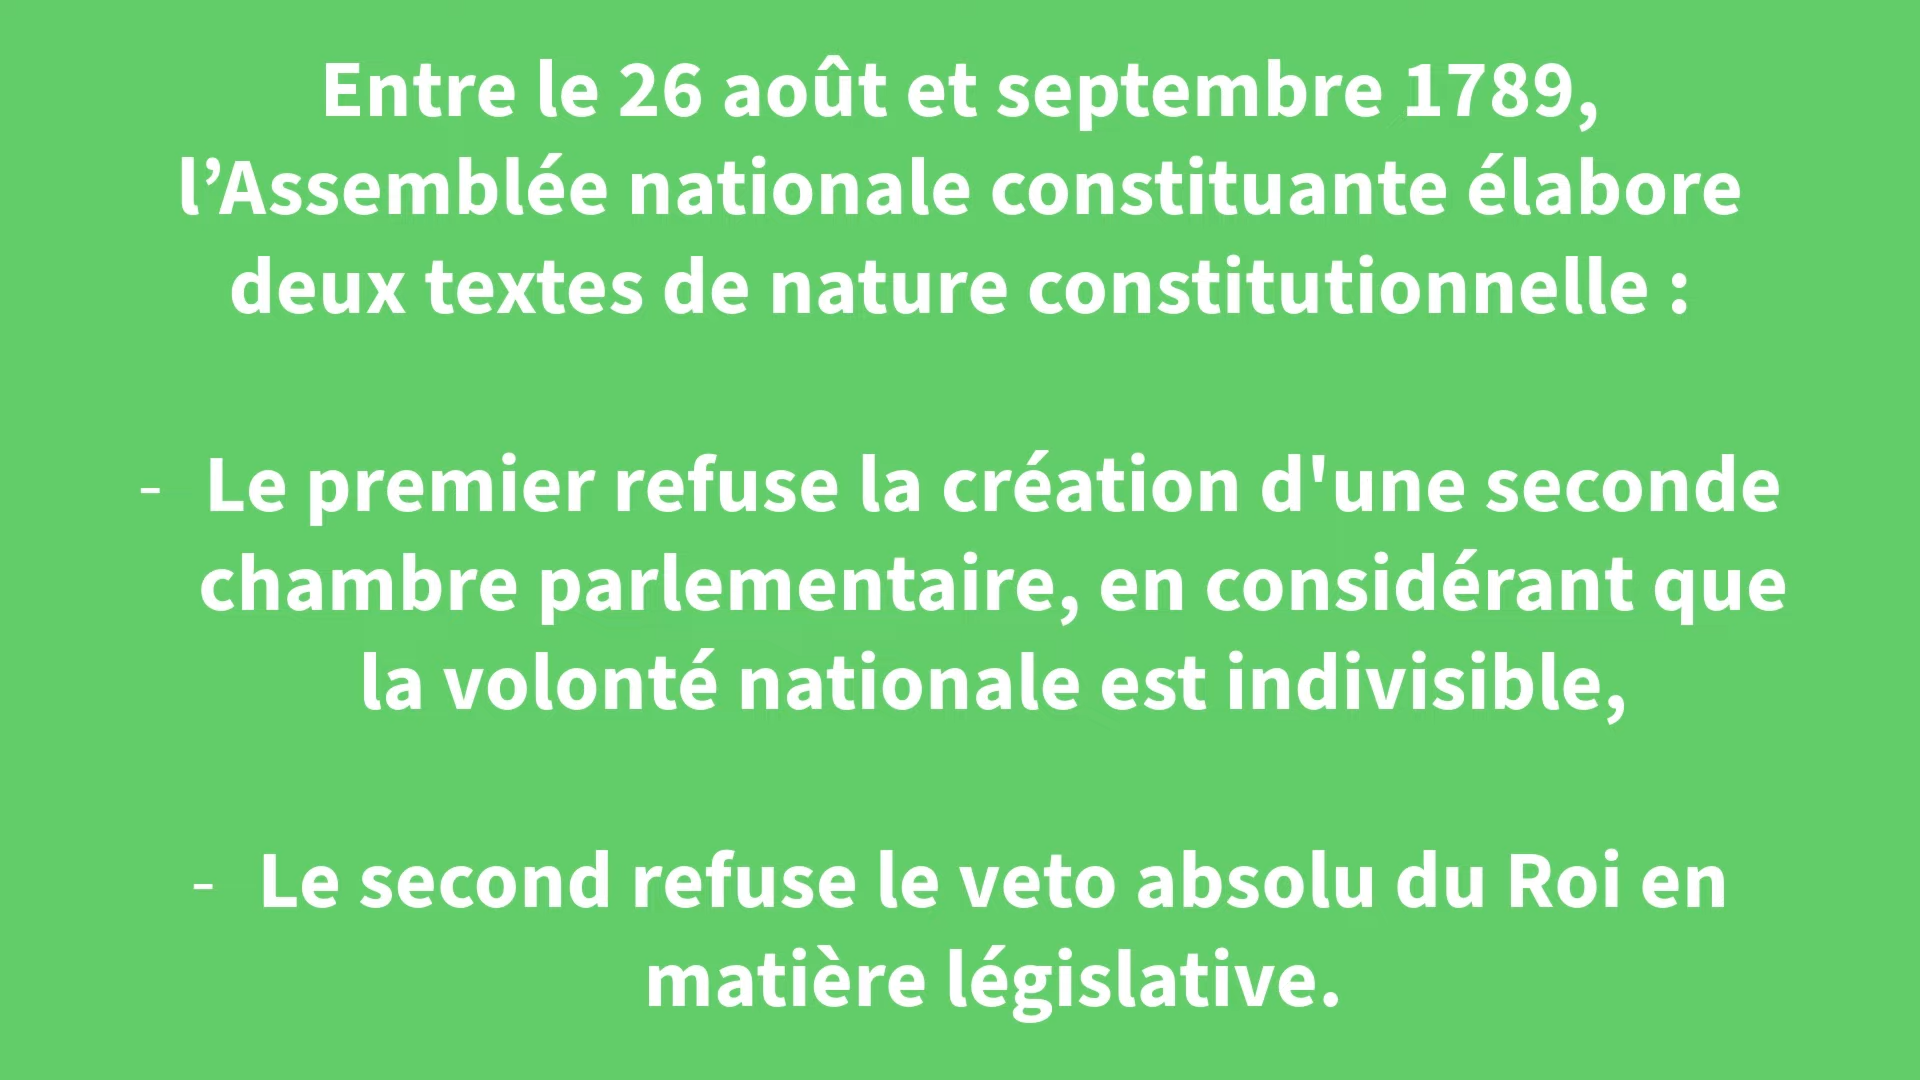 Entre le 26 août et septembre 1789,
l’Assemblée nationale constituante élabore
deux textes de nature constitutionnelle :
- Le premier refuse la création d'une seconde
chambre parlementaire, en considérant que
la volonté nationale est indivisible,
- Le second refuse le veto absolu du Roi en
matière législative.